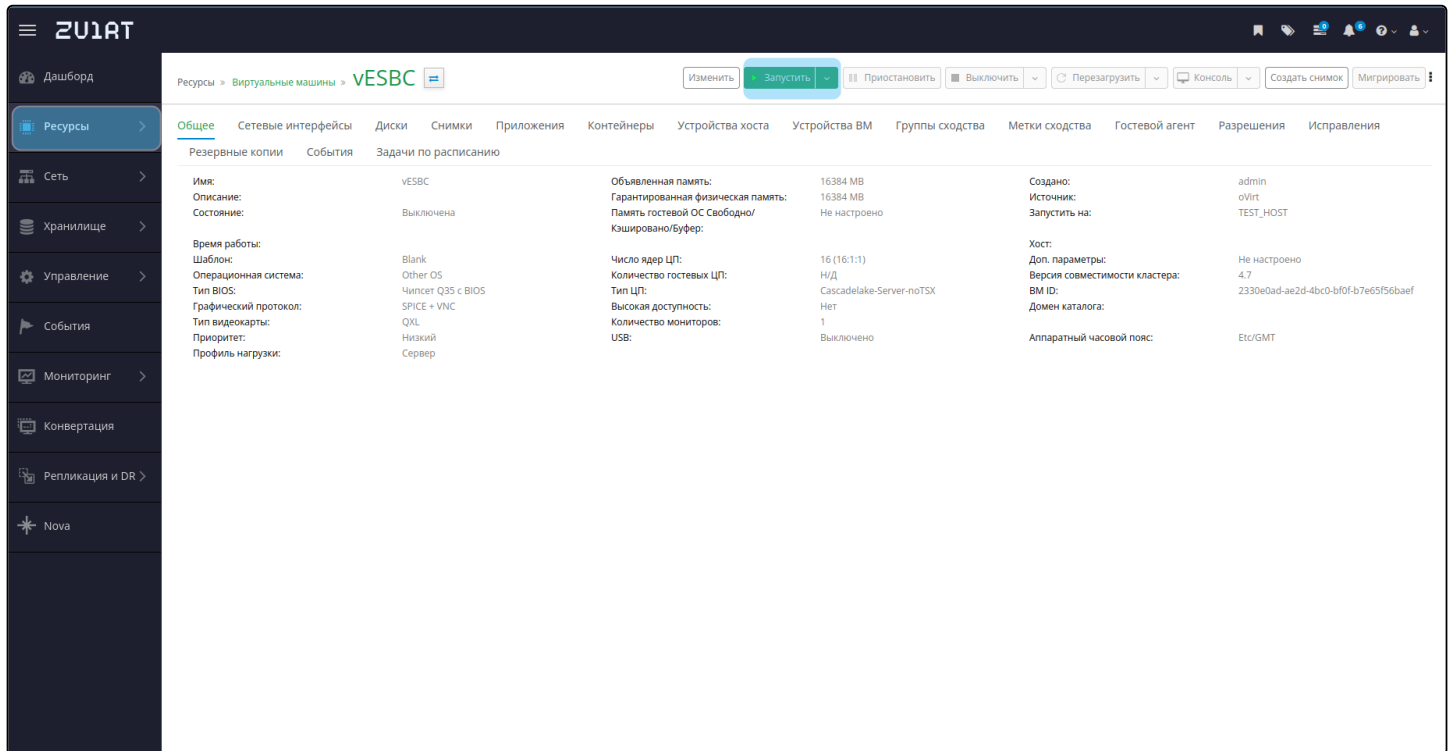 ZVIRT
0 6
Дашборд
Ресурсы
Сеть
Хранилище
Управление
События
Мониторинг
Конвертация
Репликация и DR
Nova
Ресурсы » Виртуальные машины » vESBC
Изменить Запустить Приостановить Выключить Перезагрузить Консоль Создать снимок Мигрировать
Общее Сетевые интерфейсы Диски Снимки Приложения Контейнеры Устройства хоста Устройства ВМ Группы сходства Метки сходства Гостевой агент Разрешения Исправления
Резервные копии События Задачи по расписанию
Имя: vESBC
Описание:
Состояние: Выключена
Время работы:
Шаблон: Blank
Операционная система: Other OS
Тип BIOS: Чипсет Q35 с BIOS
Графический протокол: SPICE + VNC
Тип видеокарты: QXL
Приоритет: Низкий
Профиль нагрузки: Сервер
Объявленная память: 16384 MB
Гарантированная физическая память: 16384 MB
Память гостевой ОС Свободно/ Не настроено
Кэшировано/Буфер:
Число ядер ЦП: 16 (16:1:1)
Количество гостевых ЦП: Н/Д
Тип ЦП: Cascadelake-Server-noTSX
Высокая доступность: Нет
Количество мониторов: 1
USB: Выключено
Создано: admin
Источник: oVirt
Запустить на: TEST_HOST
Хост:
Доп. параметры: Не настроено
Версия совместимости кластера: 4.7
ВМ ID: 2330e0ad-ae2d-4bc0-bf0f-b7e65f56baef
Домен каталога:
Аппаратный часовой пояс: Etc/GMT